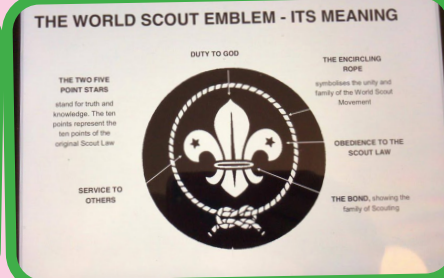 THE WORLD SCOUT EMBLEM - ITS MEANING
DUTY TO GOD
THE TWO FIVE
POINT STARS
stand for truth and
knowledge. The ten
points represent the
ten points of the
original Scout Law
THE ENCIRCLING
ROPE
symbolises the unity and
family of the World Scout
Movement
OBEDIENCE TO THE
SCOUT LAW
SERVICE TO
OTHERS
THE BOND, showing the
family of Scouting